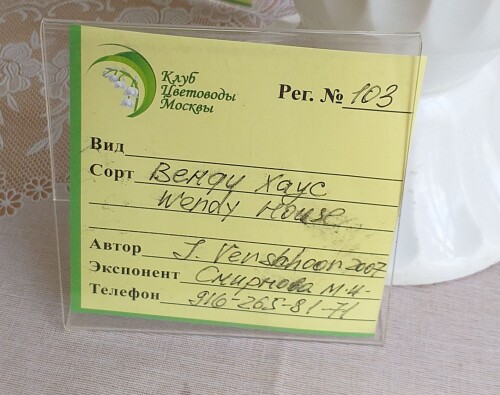 Клуб
Цветоводы
Москвы
Рег. № 103
Вид
Сорт Венду Хаус
Wendy House
Автор J. Verschoor 2007
Экспонент Смирнова М.И.
Телефон 916-265-81-71